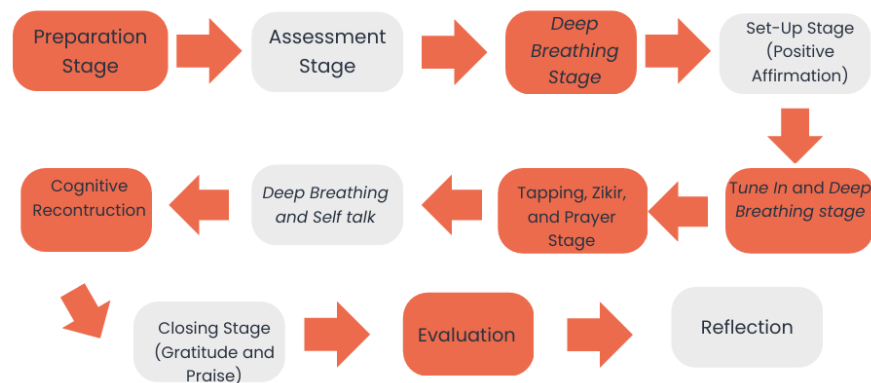 Preparation
Stage
Assessment
Stage
Deep
Breathing
Stage
Set-Up Stage
(Positive
Affirmation)
Tune In and Deep
Breathing stage
Tapping, Zikir,
and Prayer
Stage
Deep Breathing
and Self talk
Cognitive
Recontruction
Closing Stage
(Gratitude and
Praise)
Evaluation
Reflection